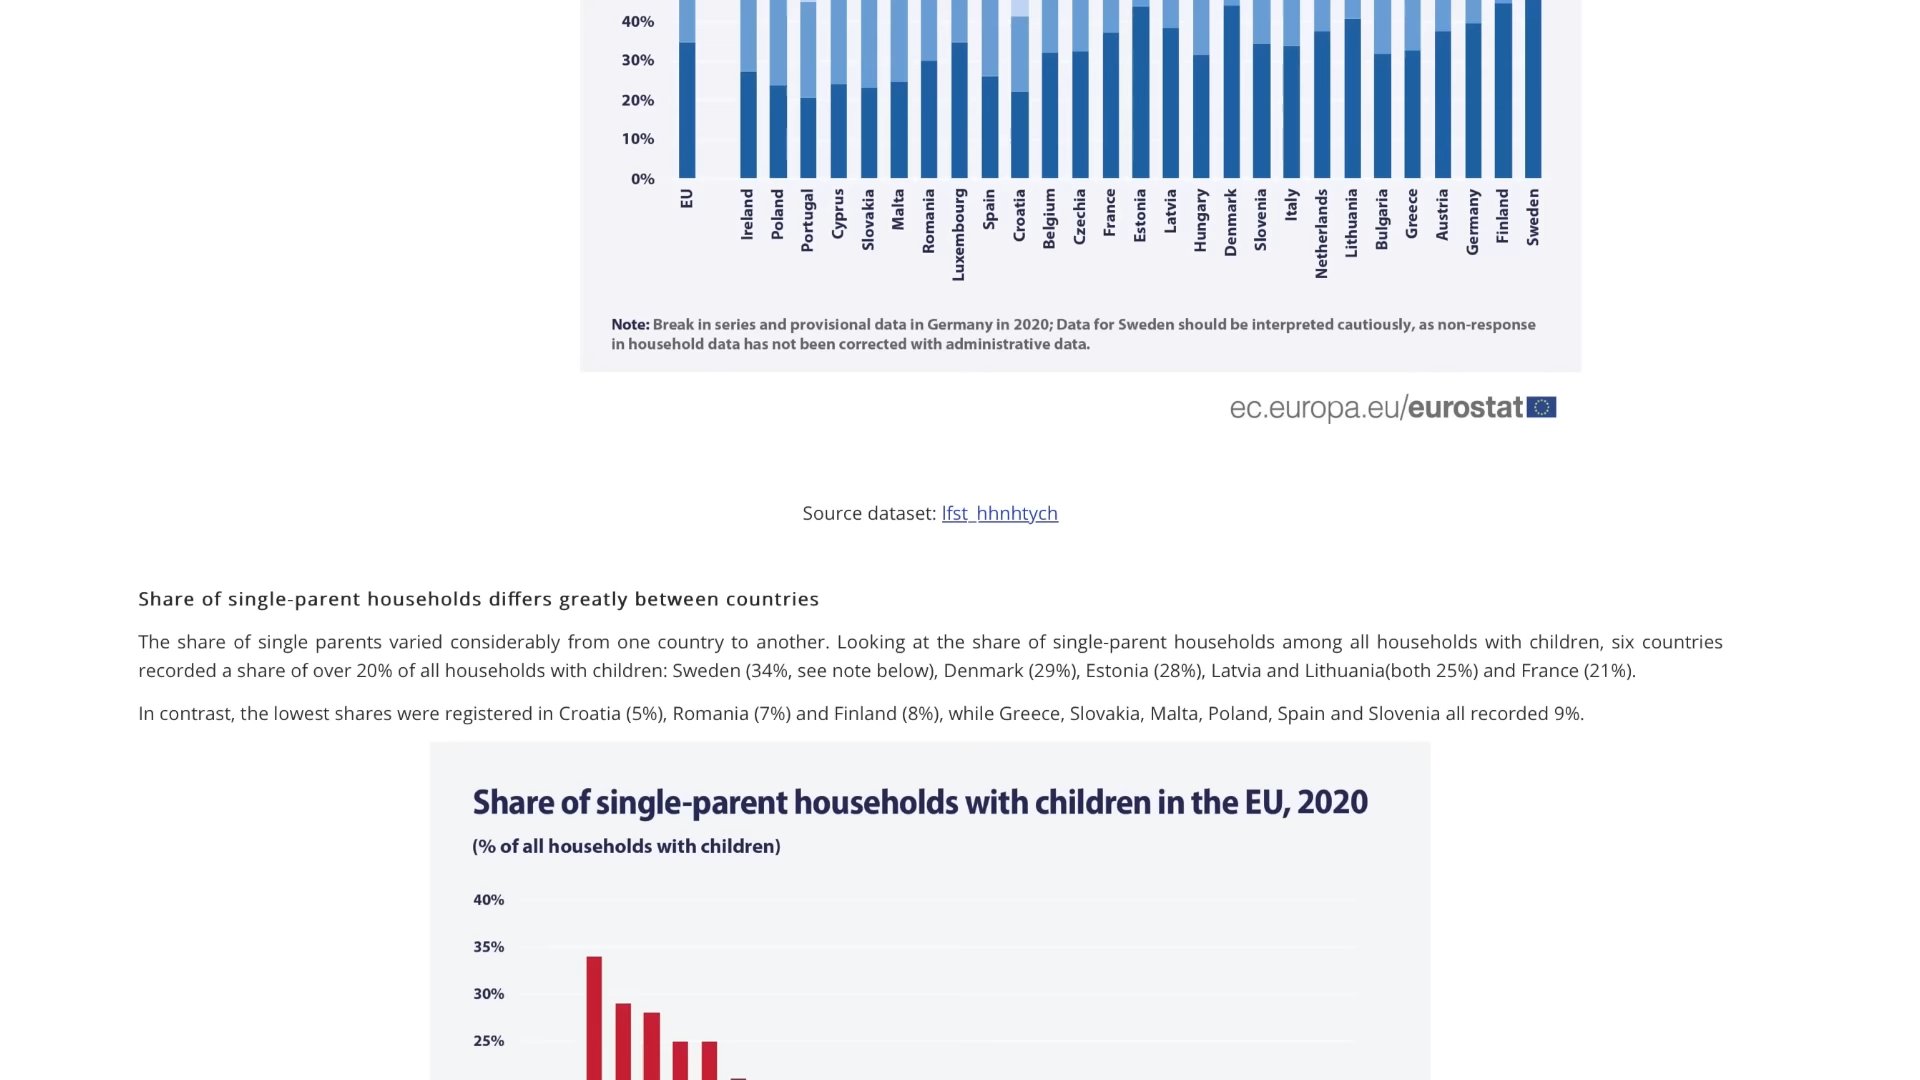 40%
30%
20%
10%
0%
EU
Ireland
Poland
Portugal
Cyprus
Slovakia
Malta
Romania
Luxembourg
Spain
Croatia
Belgium
Czechia
France
Estonia
Latvia
Hungary
Denmark
Slovenia
Italy
Netherlands
Lithuania
Bulgaria
Greece
Austria
Germany
Finland
Sweden
Note: Break in series and provisional data in Germany in 2020; Data for Sweden should be interpreted cautiously, as non-response
in household data has not been corrected with administrative data.
ec.europa.eu/eurostat
Source dataset: lfst_hhnhtych
Share of single-parent households differs greatly between countries
The share of single parents varied considerably from one country to another. Looking at the share of single-parent households among all households with children, six countries
recorded a share of over 20% of all households with children: Sweden (34%, see note below), Denmark (29%), Estonia (28%), Latvia and Lithuania(both 25%) and France (21%).
In contrast, the lowest shares were registered in Croatia (5%), Romania (7%) and Finland (8%), while Greece, Slovakia, Malta, Poland, Spain and Slovenia all recorded 9%.
Share of single-parent households with children in the EU, 2020
(% of all households with children)
40%
35%
30%
25%